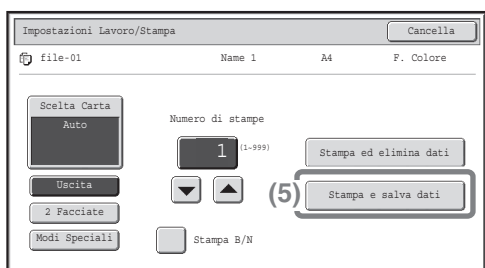 Impostazioni Lavoro/Stampa Cancella
file-01 Name 1 A4 F. Colore
Scelta Carta
Auto
Numero di stampe
1 (1~999)
Stampa ed elimina dati
Uscita
(5) Stampa e salva dati
2 Facciate
Modi Speciali
Stampa B/N